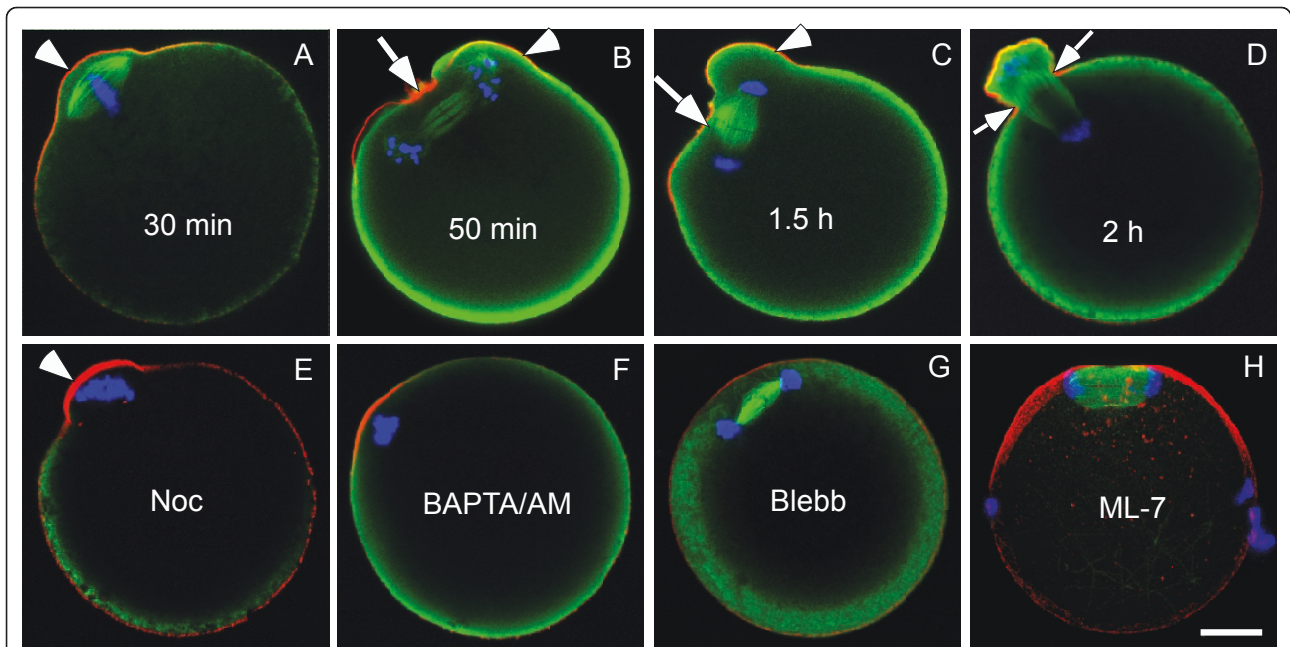 A
30 min
B
50 min
C
1.5 h
D
2 h
E
Noc
F
BAPTA/AM
G
Blebb
H
ML-7